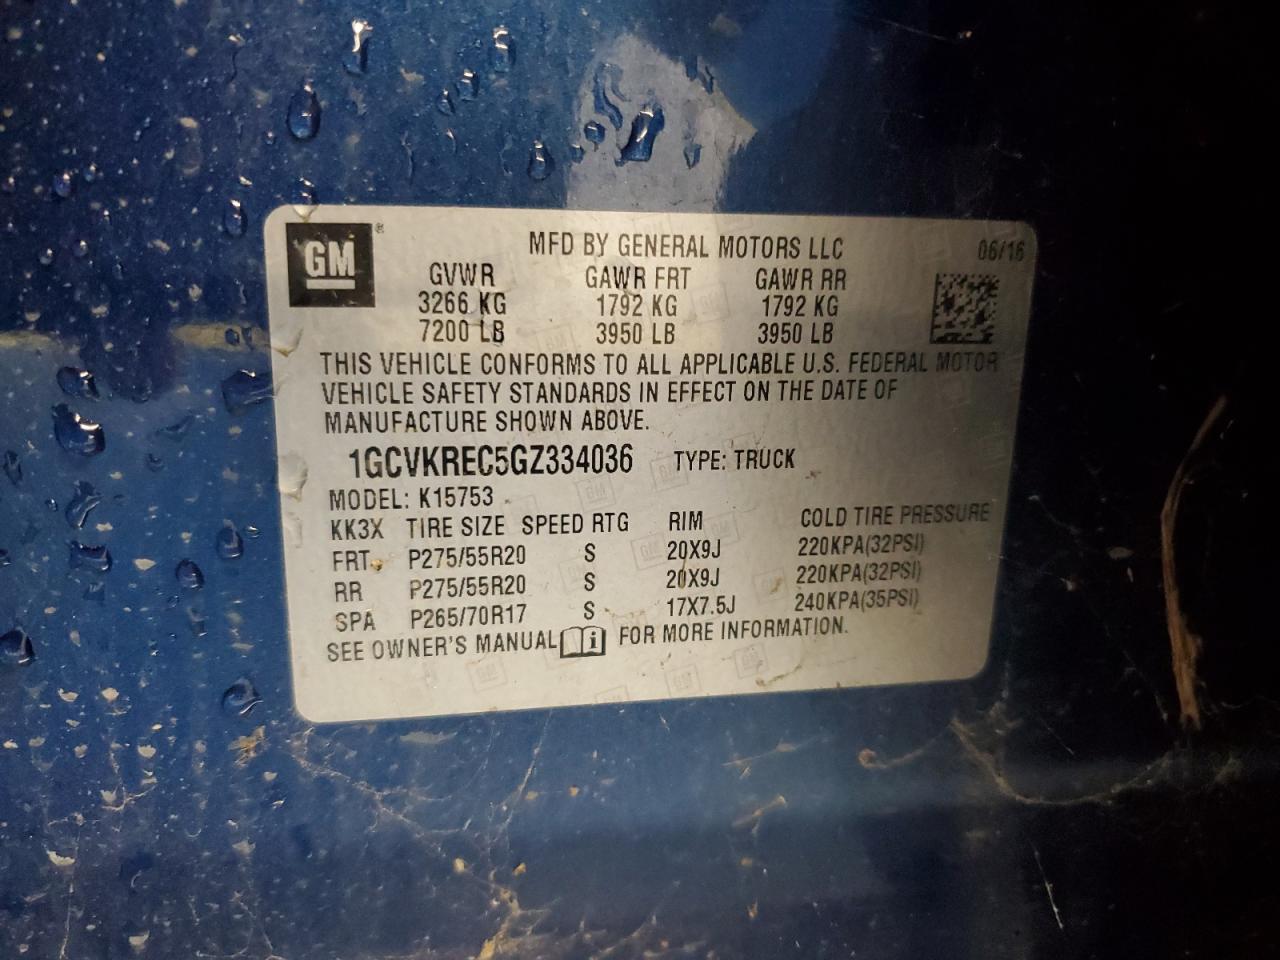 GM ®
MFD BY GENERAL MOTORS LLC 06/16
GVWR GAWR FRT GAWR RR
3266 KG 1792 KG 1792 KG
7200 LB 3950 LB 3950 LB
THIS VEHICLE CONFORMS TO ALL APPLICABLE U.S. FEDERAL MOTOR
VEHICLE SAFETY STANDARDS IN EFFECT ON THE DATE OF
MANUFACTURE SHOWN ABOVE.
1GCVKREC5GZ334036 TYPE: TRUCK
MODEL: K15753
KK3X TIRE SIZE SPEED RTG RIM COLD TIRE PRESSURE
FRT P275/55R20 S 20X9J 220KPA(32PSI)
RR P275/55R20 S 20X9J 220KPA(32PSI)
SPA P265/70R17 S 17X7.5J 240KPA(35PSI)
SEE OWNER'S MANUAL i FOR MORE INFORMATION.